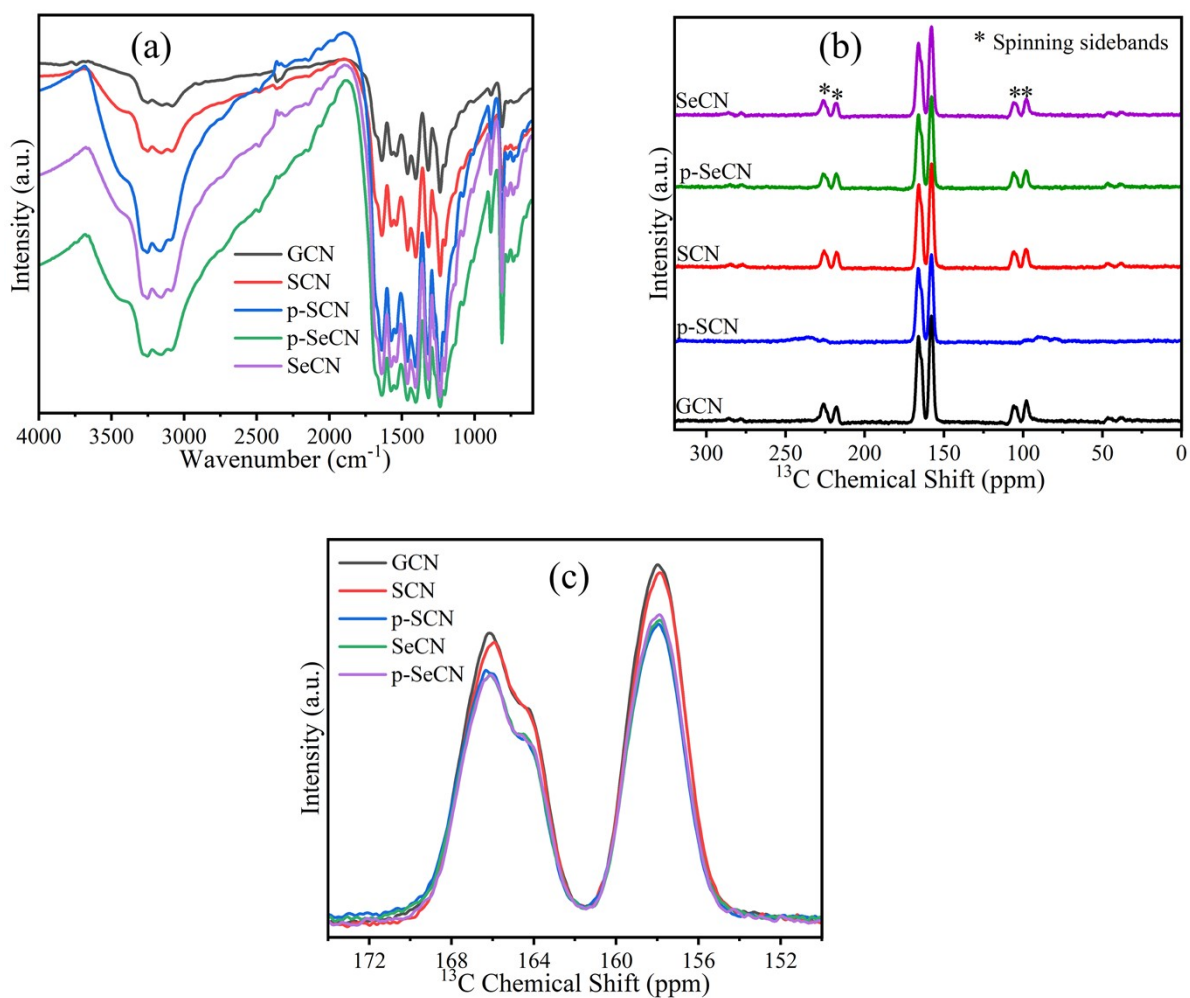 (a)
Intensity (a.u.)
GCN
SCN
p-SCN
p-SeCN
SeCN
4000 3500 3000 2500 2000 1500 1000
Wavenumber (cm-1)
(b)
* Spinning sidebands
Intensity (a.u.)
* * **
SeCN
p-SeCN
SCN
p-SCN
GCN
300 250 200 150 100 50 0
13C Chemical Shift (ppm)
(c)
Intensity (a.u.)
GCN
SCN
p-SCN
SeCN
p-SeCN
172 168 164 160 156 152
13C Chemical Shift (ppm)